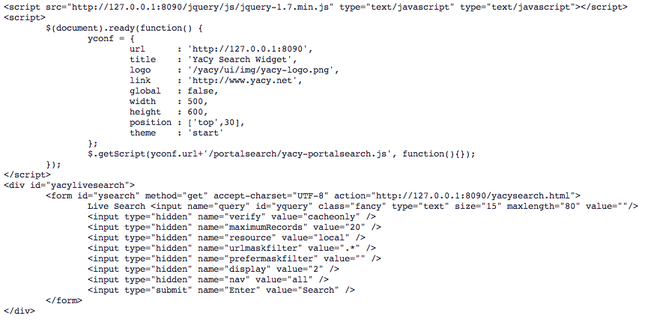 <script src="http://127.0.0.1:8090/jquery/js/jquery-1.7.min.js" type="text/javascript" type="text/javascript"></script>
<script>
$(document).ready(function() {
yconf = {
url : 'http://127.0.0.1:8090',
title : 'YaCy Search Widget',
logo : '/yacy/ui/img/yacy-logo.png',
link : 'http://www.yacy.net',
global : false,
width : 500,
height : 600,
position : ['top',30],
theme : 'start'
};
$.getScript(yconf.url+'/portalsearch/yacy-portalsearch.js', function(){});
});
</script>
<div id="yacylivesearch">
<form id="ysearch" method="get" accept-charset="UTF-8" action="http://127.0.0.1:8090/yacysearch.html">
Live Search <input name="query" id="yquery" class="fancy" type="text" size="15" maxlength="80" value=""/>
<input type="hidden" name="verify" value="cacheonly" />
<input type="hidden" name="maximumRecords" value="20" />
<input type="hidden" name="resource" value="local" />
<input type="hidden" name="urlmaskfilter" value=".*" />
<input type="hidden" name="prefermaskfilter" value="" />
<input type="hidden" name="display" value="2" />
<input type="hidden" name="nav" value="all" />
<input type="submit" name="Enter" value="Search" />
</form>
</div>